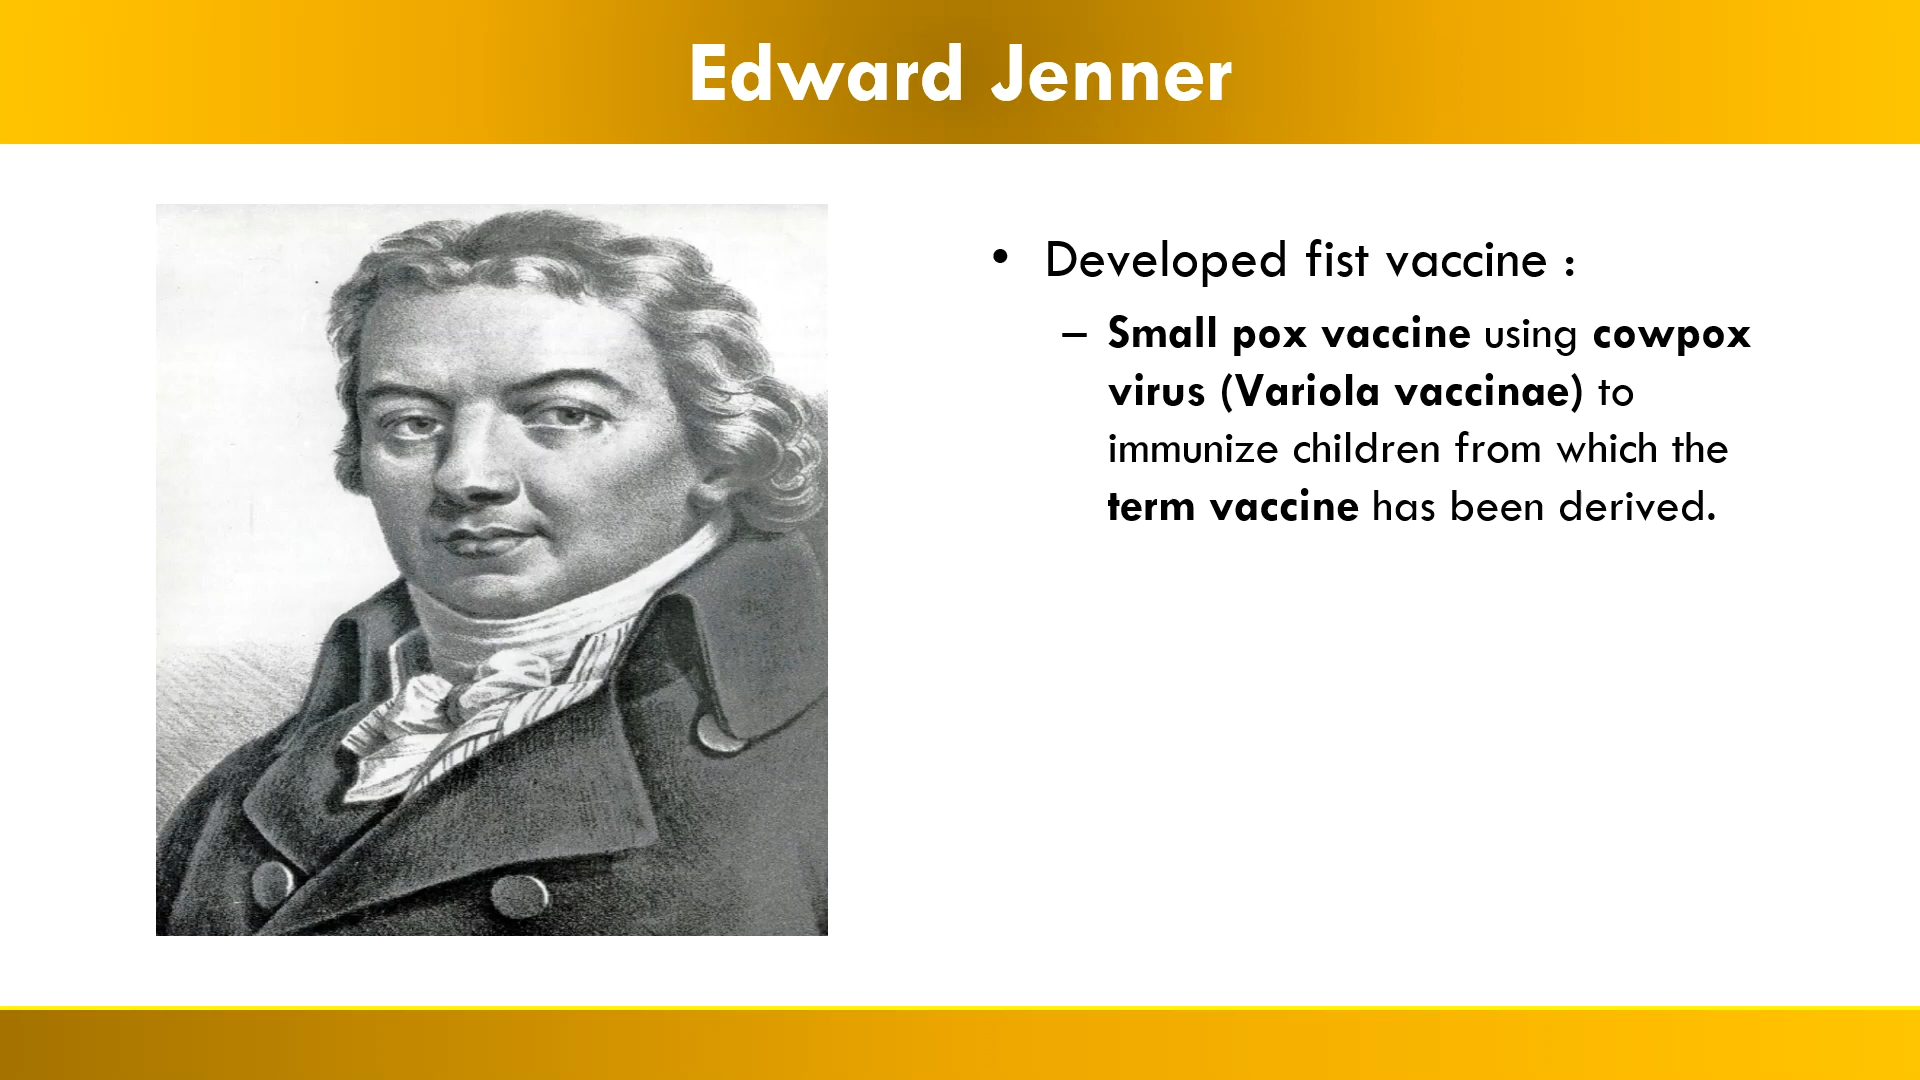 Edward Jenner
• Developed fist vaccine :
– Small pox vaccine using cowpox
virus (Variola vaccinae) to
immunize children from which the
term vaccine has been derived.